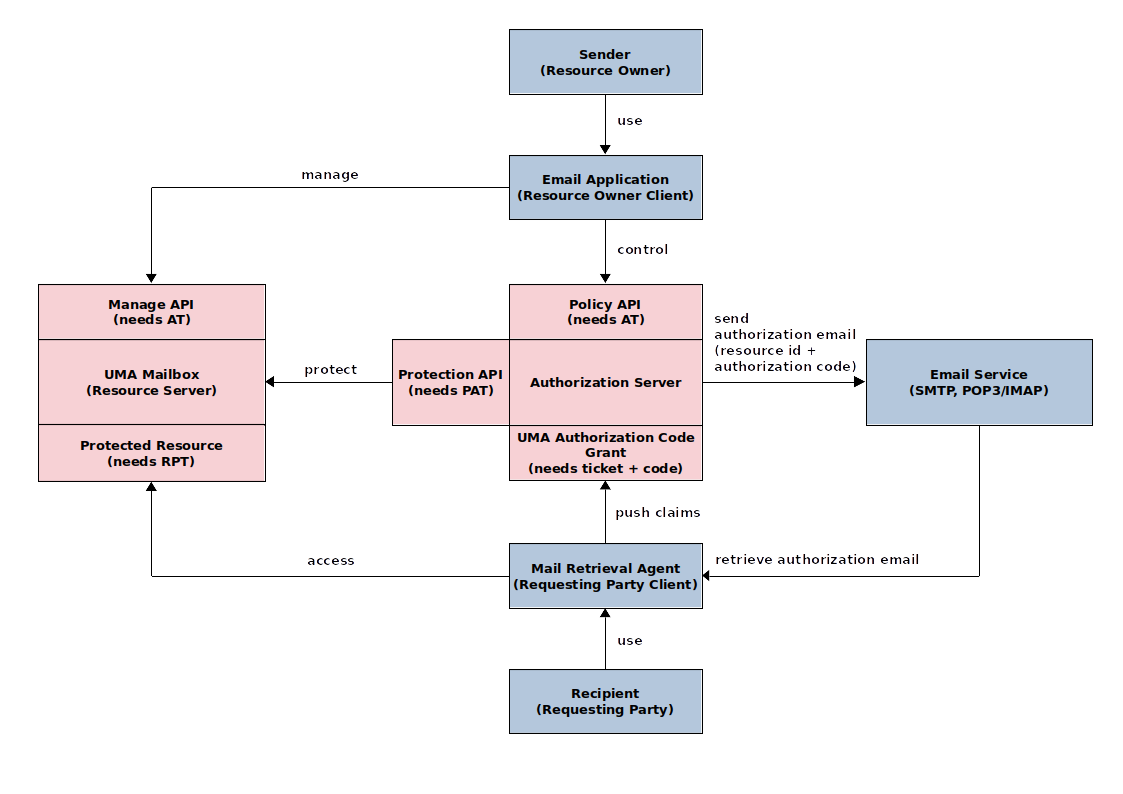 Sender
(Resource Owner)
use
Email Application
(Resource Owner Client)
manage
control
Manage API
(needs AT)
UMA Mailbox
(Resource Server)
Protected Resource
(needs RPT)
protect
Protection API
(needs PAT)
Policy API
(needs AT)
Authorization Server
UMA Authorization Code
Grant
(needs ticket + code)
send
authorization email
(resource id +
authorization code)
Email Service
(SMTP, POP3/IMAP)
push claims
access
Mail Retrieval Agent
(Requesting Party Client)
retrieve authorization email
use
Recipient
(Requesting Party)